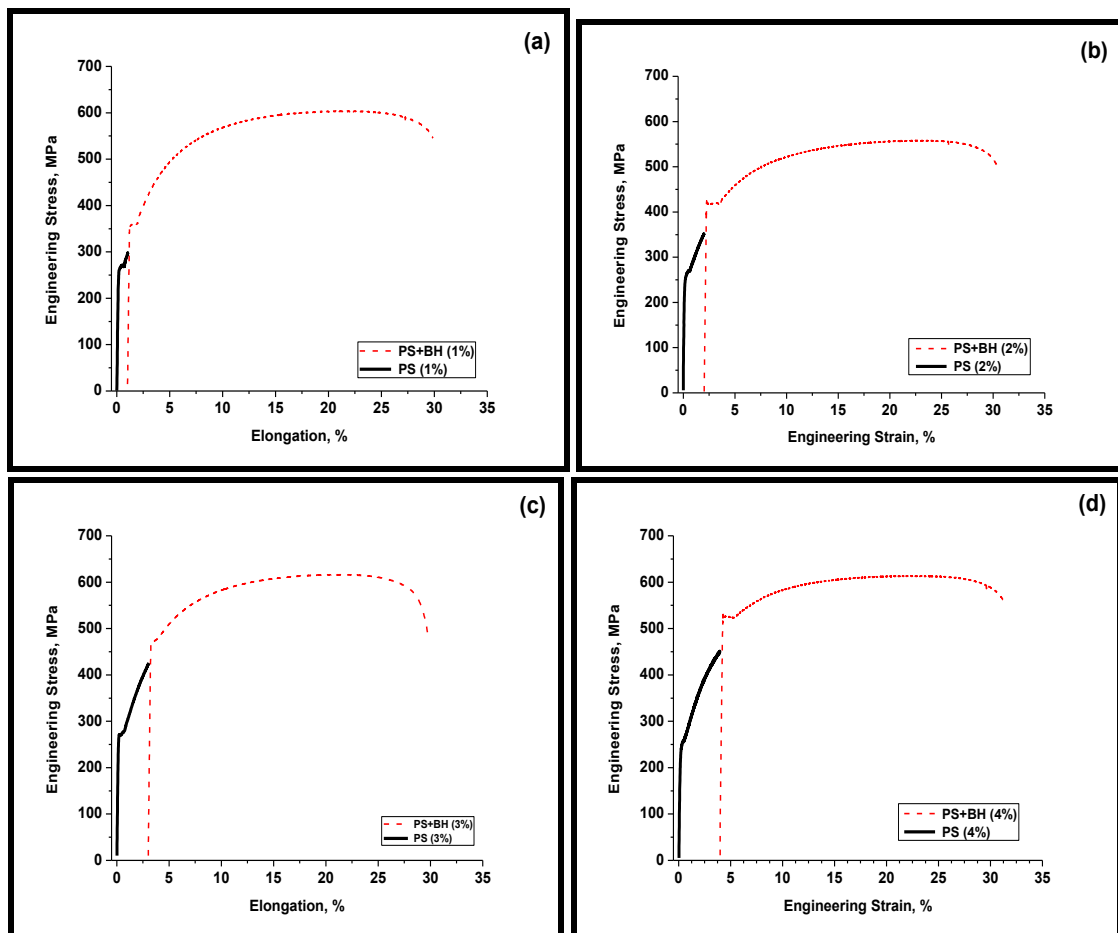 (a)
700
600
500
400
300
200
100
0
Engineering Stress, MPa
PS+BH (1%)
PS (1%)
0 5 10 15 20 25 30 35
Elongation, %
(b)
700
600
500
400
300
200
100
0
Engineering Stress, MPa
PS+BH (2%)
PS (2%)
0 5 10 15 20 25 30 35
Engineering Strain, %
(c)
700
600
500
400
300
200
100
0
Engineering Stress, MPa
PS+BH (3%)
PS (3%)
0 5 10 15 20 25 30 35
Elongation, %
(d)
700
600
500
400
300
200
100
0
Engineering Stress, MPa
PS+BH (4%)
PS (4%)
0 5 10 15 20 25 30 35
Engineering Strain, %